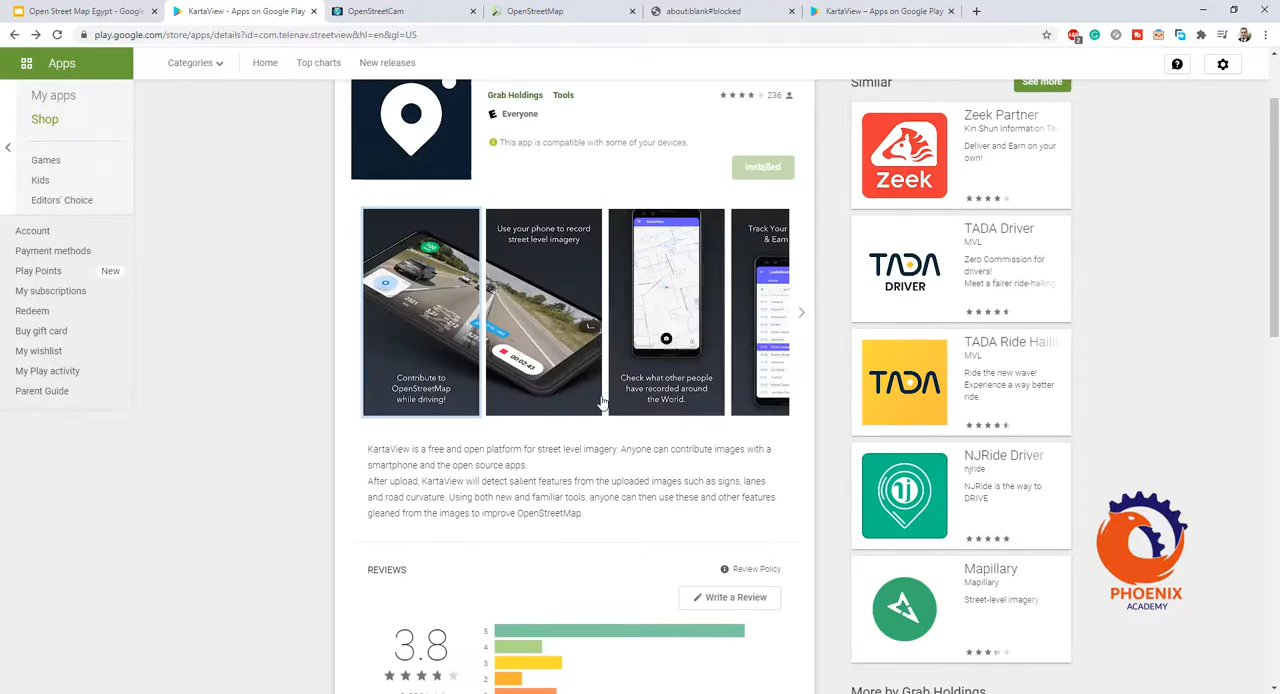 Open Street Map Egypt - Google
KartaView - Apps on Google Play
OpenStreetCam
OpenStreetMap
about:blank#blocked
KartaView – Apps on Google Play
play.google.com/store/apps/details?id=com.telenav.streetview&hl=en&gl=US
Apps
Categories
Home
Top charts
New releases
My apps
Shop
Games
Kids
Editors' Choice
Account
Payment methods
Play Points New
My subscriptions
Redeem
Buy gift card
My wishlist
My Play activity
Parent Guide
Grab Holdings Tools
236
Everyone
This app is compatible with some of your devices.
Installed
Contribute to
OpenStreetMap
while driving!
Use your phone to record
street level imagery
00:02:43
Check what other people
have recorded around
the World.
Track Your
& Earn
KartaView is a free and open platform for street level imagery. Anyone can contribute images with a
smartphone and the open source apps.
After upload, KartaView will detect salient features from the uploaded images such as signs, lanes
and road curvature. Using both new and familiar tools, anyone can then use these and other features
gleaned from the images to improve OpenStreetMap.
REVIEWS
Review Policy
Write a Review
3.8
5
4
3
2
Similar
See more
Zeek
Zeek Partner
Kin Shun Information Te
Deliver and Earn on your
own!
TADA
DRIVER
TADA Driver
MVL
Zero Commission for
drivers!
Meet a fairer ride-hailing
TADA
TADA Ride Haili
MVL
Ride the new wave!
Experience a way better
ride.
NJRide Driver
njride
NJRide is the way to
DRIVE
Mapillary
Mapillary
Street-level imagery
More by Grab Holdings
PHOENIX
ACADEMY